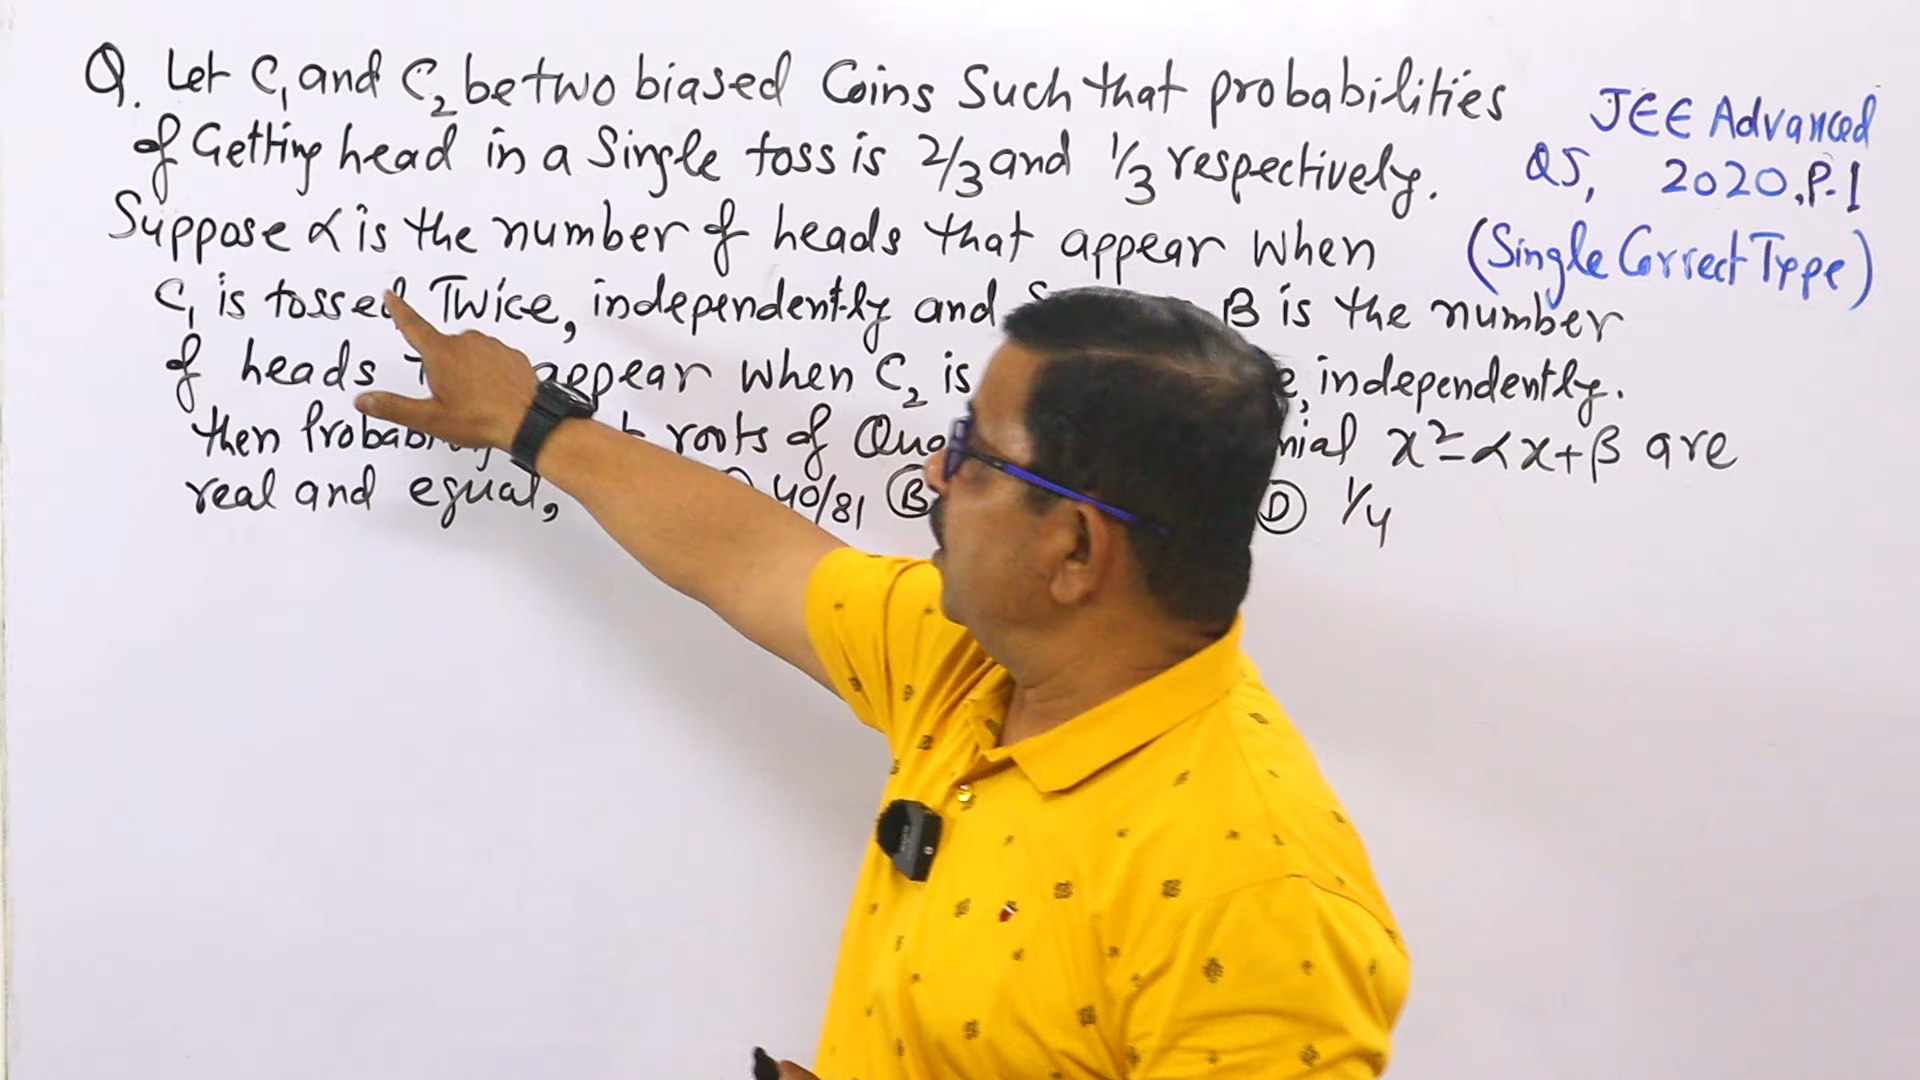 Q. Let C₁ and C₂ be two biased Coins Such that probabilities
of Getting head in a Single toss is 2/3 and 1/3 respectively.
Suppose α is the number of heads that appear when
C₁ is tossed Twice, independently and β is the number
of heads appear when C₂ is independently.
then roots of x²-αx+β are
real and equal, 40/81 Ⓑ Ⓓ 1/4
JEE Advanced
Q5, 2020, P-1
(Single Correct Type)